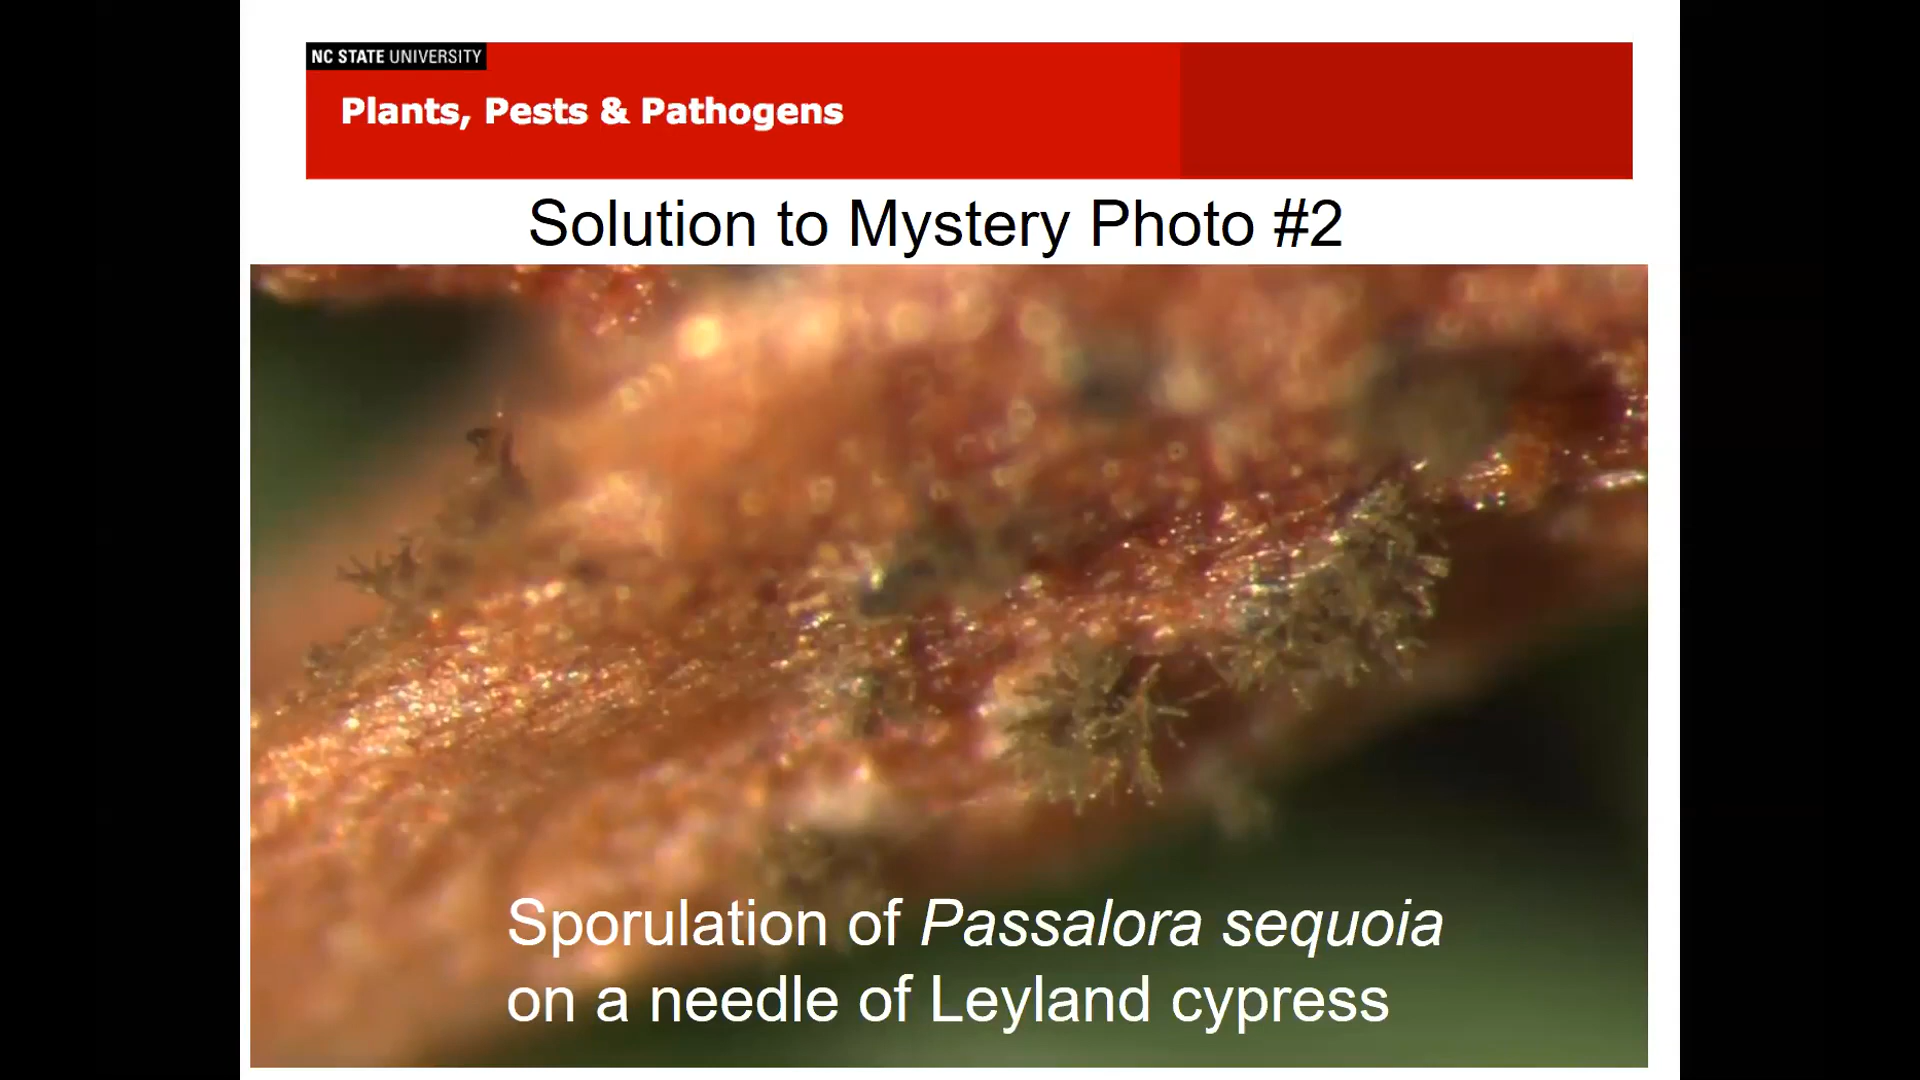 NC STATE UNIVERSITY
Plants, Pests & Pathogens
Solution to Mystery Photo #2
Sporulation of Passalora sequoia
on a needle of Leyland cypress